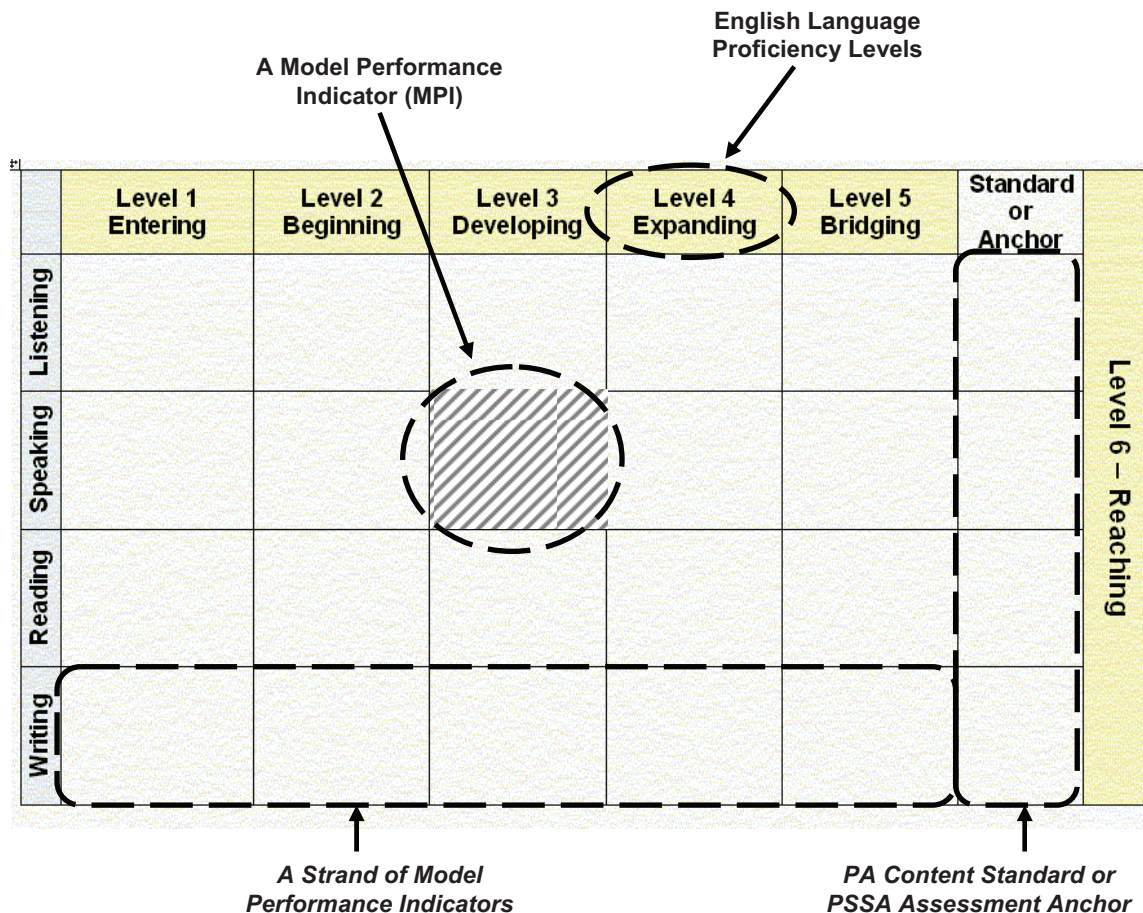 English Language
Proficiency Levels
A Model Performance
Indicator (MPI)
Level 1
Entering
Level 2
Beginning
Level 3
Developing
Level 4
Expanding
Level 5
Bridging
Standard
or
Anchor
Level 6 – Reaching
Listening
Speaking
Reading
Writing
A Strand of Model
Performance Indicators
PA Content Standard or
PSSA Assessment Anchor